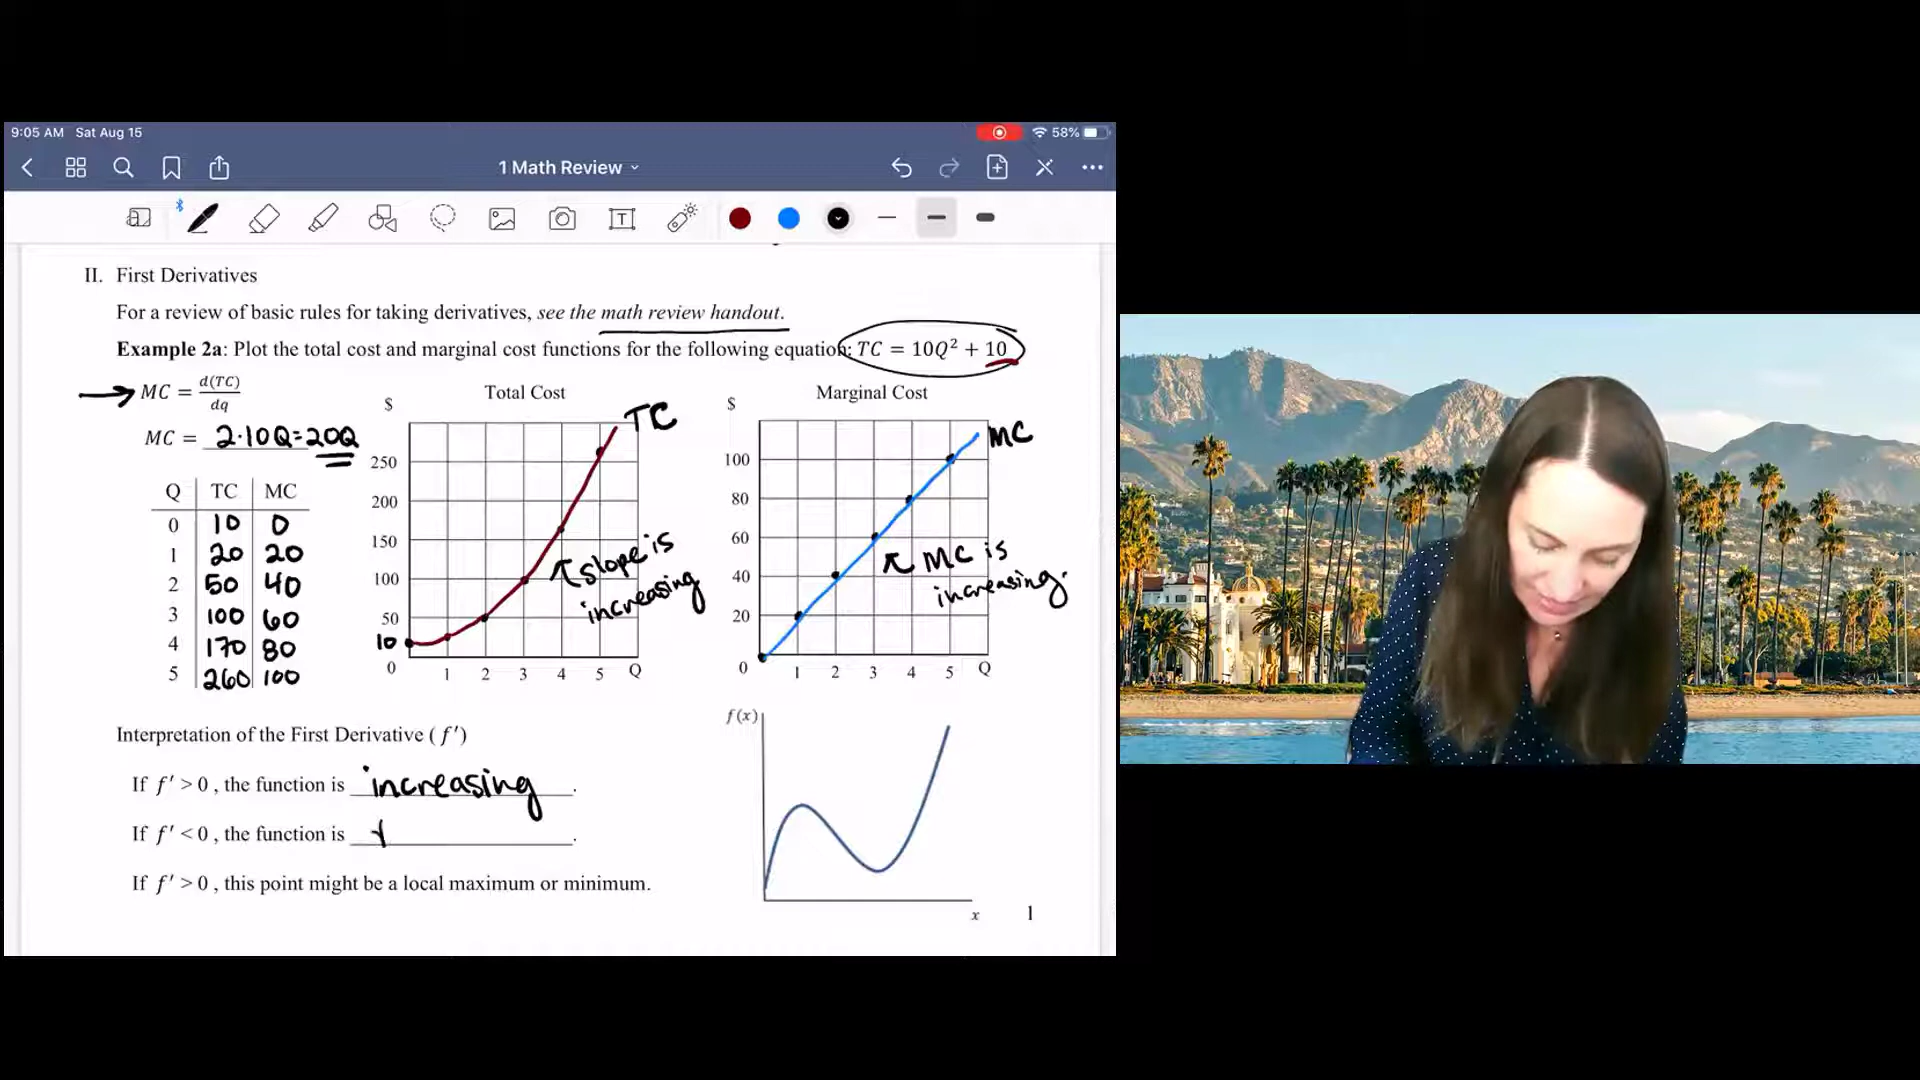 9:05 AM Sat Aug 15
58%
1 Math Review
II. First Derivatives
For a review of basic rules for taking derivatives, see the math review handout.
Example 2a: Plot the total cost and marginal cost functions for the following equation: TC = 10Q² + 10
MC = d(TC)/dq
MC = 2·10Q = 20Q
Q TC MC
0 10 0
1 20 20
2 50 40
3 100 60
4 170 80
5 260 100
Total Cost
$
TC
250
200
150
100
50
10
0
1 2 3 4 5 Q
slope is
increasing
Marginal Cost
$
MC
100
80
60
40
20
0
1 2 3 4 5 Q
MC is
increasing.
Interpretation of the First Derivative ( f′)
If f′ > 0 , the function is increasing.
If f′ < 0 , the function is
If f′ > 0 , this point might be a local maximum or minimum.
f(x)
x
1